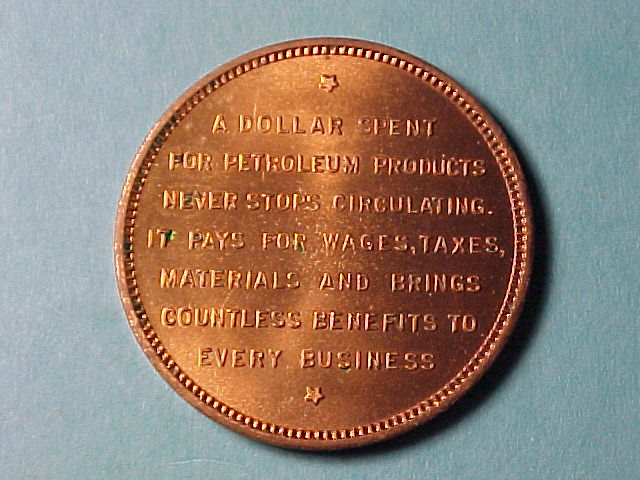 A DOLLAR SPENT
FOR PETROLEUM PRODUCTS
NEVER STOPS CIRCULATING.
IT PAYS FOR WAGES, TAXES,
MATERIALS AND BRINGS
COUNTLESS BENEFITS TO
EVERY BUSINESS